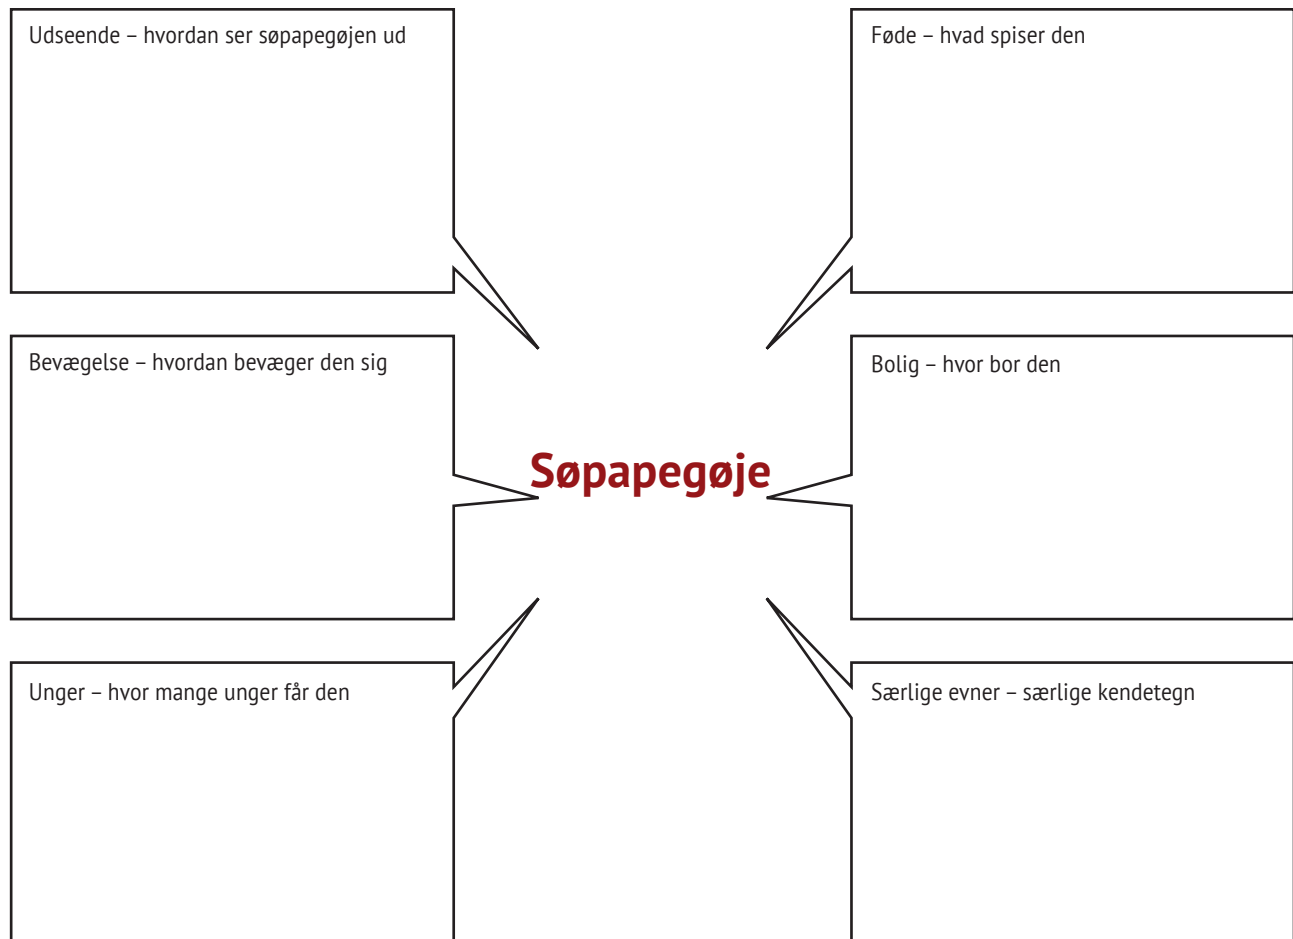 Udseende – hvordan ser søpapegøjen ud
Føde – hvad spiser den
Bevægelse – hvordan bevæger den sig
Bolig – hvor bor den
Søpapegøje
Unger – hvor mange unger får den
Særlige evner – særlige kendetegn